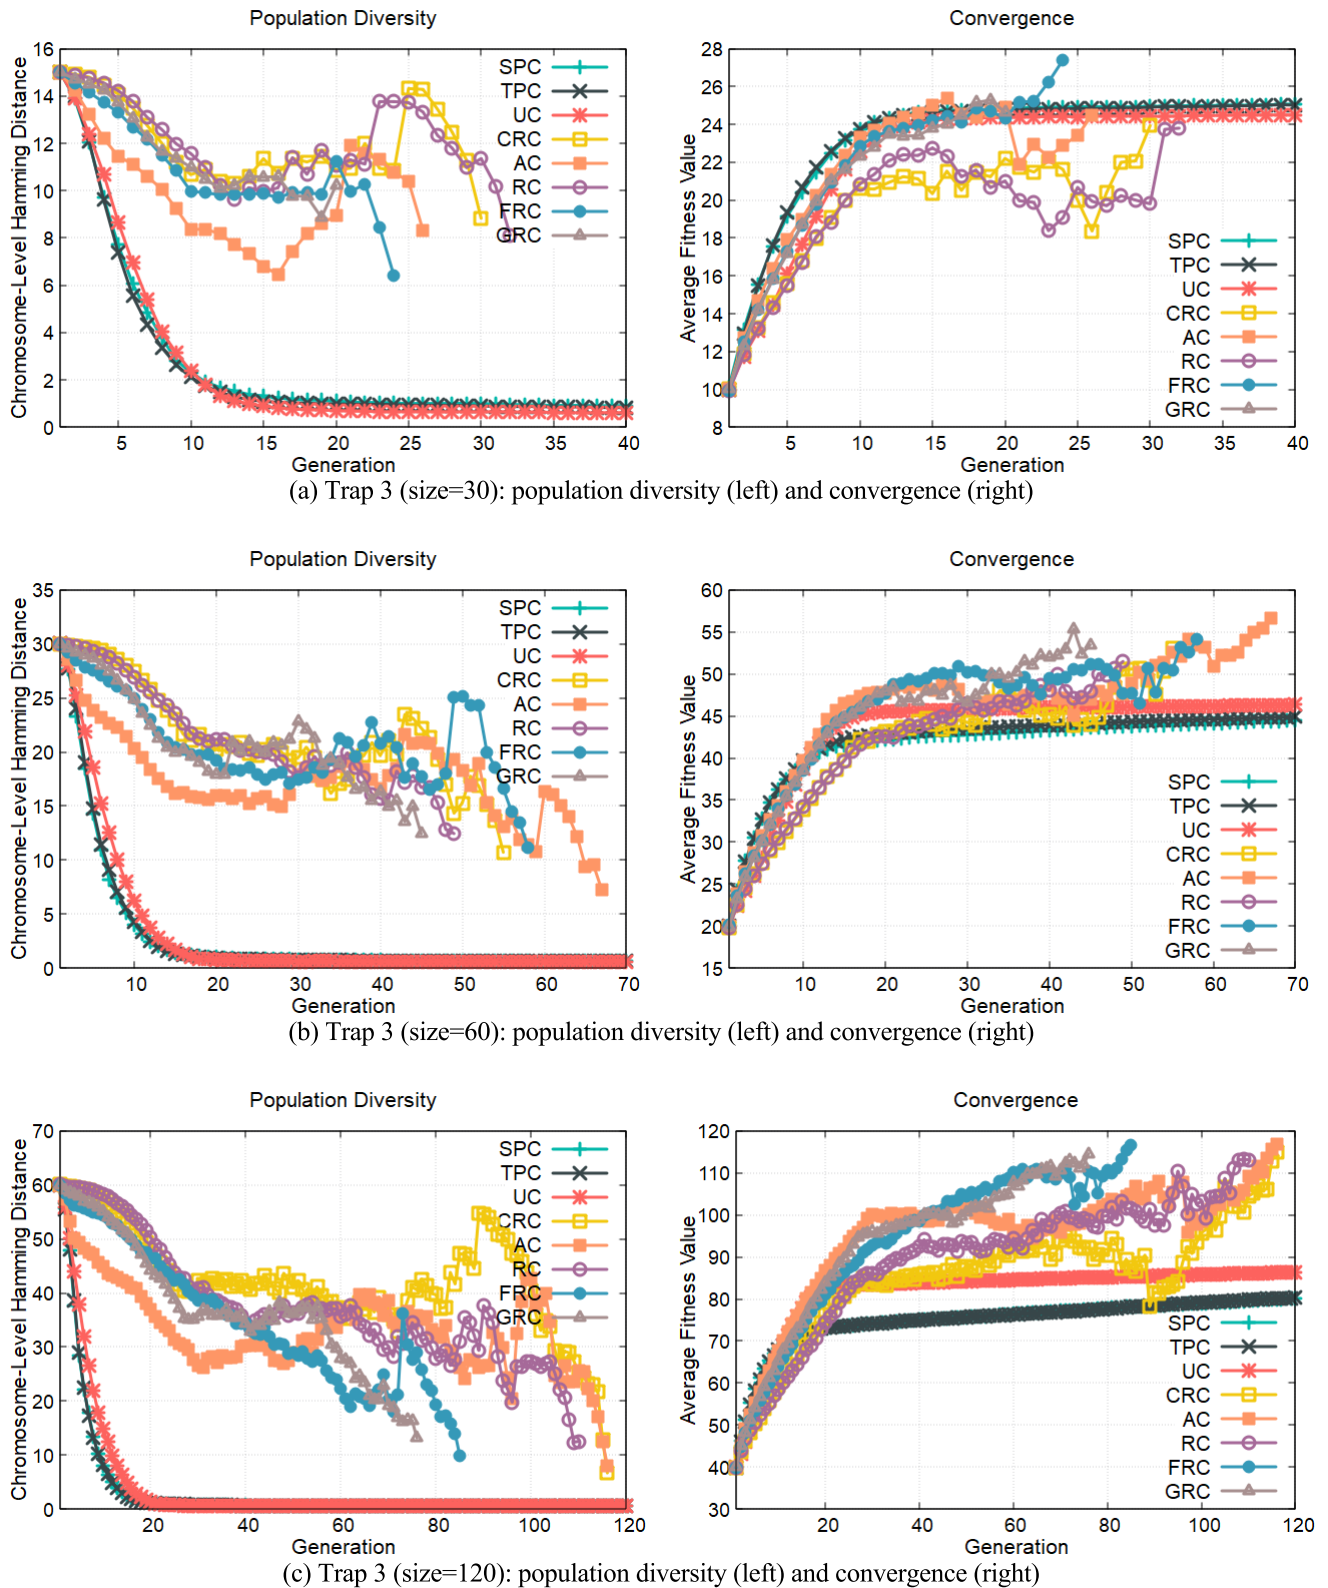 Population Diversity
Chromosome-Level Hamming Distance
16
14
12
10
8
6
4
2
0
SPC
TPC
UC
CRC
AC
RC
FRC
GRC
5 10 15 20 25 30 35 40
Generation
Convergence
Average Fitness Value
28
26
24
22
20
18
16
14
12
10
8
SPC
TPC
UC
CRC
AC
RC
FRC
GRC
5 10 15 20 25 30 35 40
Generation
(a) Trap 3 (size=30): population diversity (left) and convergence (right)
Population Diversity
Chromosome-Level Hamming Distance
35
30
25
20
15
10
5
0
SPC
TPC
UC
CRC
AC
RC
FRC
GRC
10 20 30 40 50 60 70
Generation
Convergence
Average Fitness Value
60
55
50
45
40
35
30
25
20
15
SPC
TPC
UC
CRC
AC
RC
FRC
GRC
10 20 30 40 50 60 70
Generation
(b) Trap 3 (size=60): population diversity (left) and convergence (right)
Population Diversity
Chromosome-Level Hamming Distance
70
60
50
40
30
20
10
0
SPC
TPC
UC
CRC
AC
RC
FRC
GRC
20 40 60 80 100 120
Generation
Convergence
Average Fitness Value
120
110
100
90
80
70
60
50
40
30
SPC
TPC
UC
CRC
AC
RC
FRC
GRC
20 40 60 80 100 120
Generation
(c) Trap 3 (size=120): population diversity (left) and convergence (right)